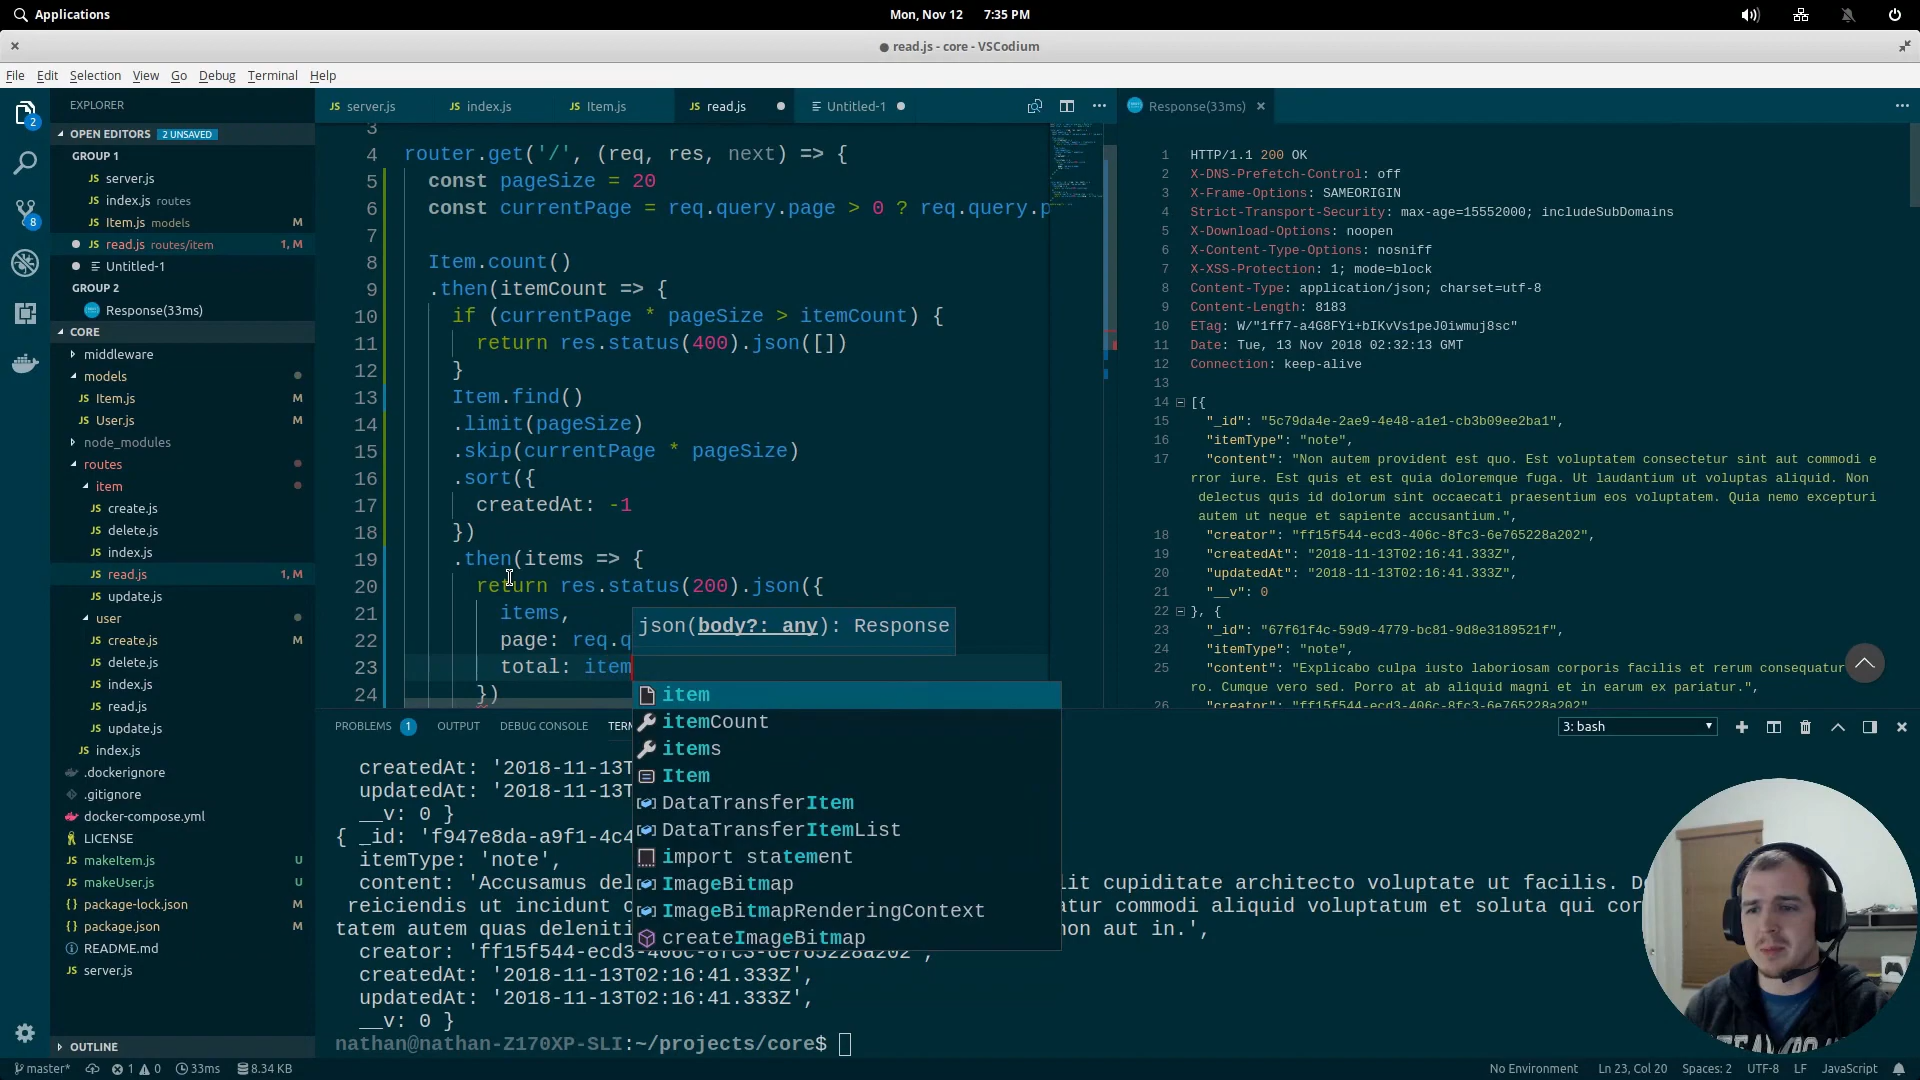 Applications
Mon, Nov 12 7:35 PM
read.js - core - VSCodium
File Edit Selection View Go Debug Terminal Help
EXPLORER
OPEN EDITORS 2 UNSAVED
GROUP 1
JS server.js
JS index.js routes
JS Item.js models M
JS read.js routes/item 1, M
Untitled-1
GROUP 2
Response(33ms)
CORE
middleware
models
JS Item.js M
JS User.js M
node_modules
routes
item
JS create.js
JS delete.js
JS index.js
JS read.js 1, M
JS update.js
user
JS create.js M
JS delete.js
JS index.js
JS read.js
JS update.js
JS index.js
.dockerignore
.gitignore
docker-compose.yml
LICENSE
JS makeItem.js U
JS makeUser.js U
package-lock.json
package.json M
README.md
JS server.js
OUTLINE
2
8
JS server.js JS index.js JS Item.js JS read.js Untitled-1
3
4 router.get('/', (req, res, next) => {
5 const pageSize = 20
6 const currentPage = req.query.page > 0 ? req.query.p
7
8 Item.count()
9 .then(itemCount => {
10 if (currentPage * pageSize > itemCount) {
11 return res.status(400).json([])
12 }
13 Item.find()
14 .limit(pageSize)
15 .skip(currentPage * pageSize)
16 .sort({
17 createdAt: -1
18 })
19 .then(items => {
20 return res.status(200).json({
21 items,
22 page: req.q
23 total: item
24 })
json(body?: any): Response
item
itemCount
items
Item
DataTransferItem
DataTransferItemList
import statement
ImageBitmap
ImageBitmapRenderingContext
createImageBitmap
Response(33ms)
1 HTTP/1.1 200 OK
2 X-DNS-Prefetch-Control: off
3 X-Frame-Options: SAMEORIGIN
4 Strict-Transport-Security: max-age=15552000; includeSubDomains
5 X-Download-Options: noopen
6 X-Content-Type-Options: nosniff
7 X-XSS-Protection: 1; mode=block
8 Content-Type: application/json; charset=utf-8
9 Content-Length: 8183
10 ETag: W/"1ff7-a4G8FYi+bIKvVs1peJ0iwmuj8sc"
11 Date: Tue, 13 Nov 2018 02:32:13 GMT
12 Connection: keep-alive
13
14 [{
15 "_id": "5c79da4e-2ae9-4e48-a1e1-cb3b09ee2ba1",
16 "itemType": "note",
17 "content": "Non autem provident est quo. Est voluptatem consectetur sint aut commodi e
rror iure. Est quis et est quia doloremque fuga. Ut laudantium ut voluptas aliquid. Non
delectus quis id dolorum sint occaecati praesentium eos voluptatem. Quia nemo excepturi
autem ut neque et sapiente accusantium.",
18 "creator": "ff15f544-ecd3-406c-8fc3-6e765228a202",
19 "createdAt": "2018-11-13T02:16:41.333Z",
20 "updatedAt": "2018-11-13T02:16:41.333Z",
21 "__v": 0
22 }, {
23 "_id": "67f61f4c-59d9-4779-bc81-9d8e3189521f",
24 "itemType": "note",
25 "content": "Explicabo culpa iusto laboriosam corporis facilis et rerum consequatur
ro. Cumque vero sed. Porro at ab aliquid magni et in earum ex pariatur.",
26 "creator": "ff15f544-ecd3-406c-8fc3-6e765228a202",
PROBLEMS 1 OUTPUT DEBUG CONSOLE TERM 3: bash
createdAt: '2018-11-13T
updatedAt: '2018-11-13T
__v: 0 }
{ _id: 'f947e8da-a9f1-4c4
itemType: 'note',
content: 'Accusamus del lit cupiditate architecto voluptate ut facilis. D
reiciendis ut incidunt c atur commodi aliquid voluptatum et soluta qui cor
tatem autem quas deleniti non aut in.',
creator: 'ff15f544-ecd3-406c-8fc3-6e765228a202',
createdAt: '2018-11-13T02:16:41.333Z',
updatedAt: '2018-11-13T02:16:41.333Z',
__v: 0 }
nathan@nathan-Z170XP-SLI:~/projects/core$
master* 1 0 33ms 8.34 KB No Environment Ln 23, Col 20 Spaces: 2 UTF-8 LF JavaScript